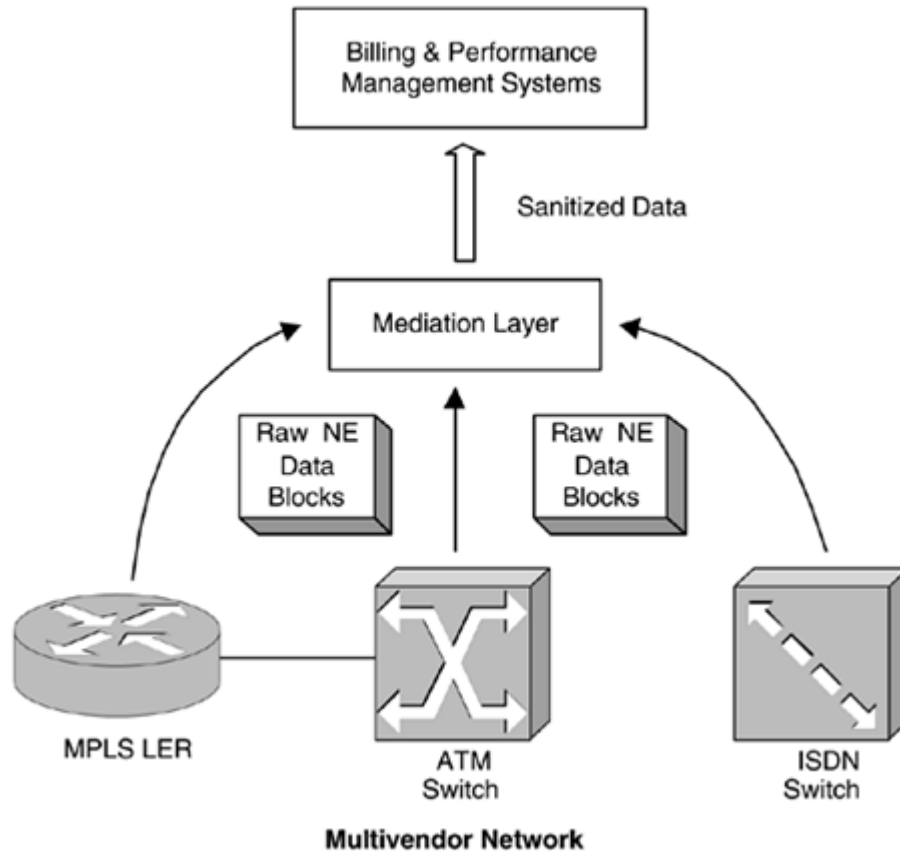 Billing & Performance
Management Systems
Sanitized Data
Mediation Layer
Raw NE
Data
Blocks
Raw NE
Data
Blocks
MPLS LER
ATM
Switch
ISDN
Switch
Multivendor Network